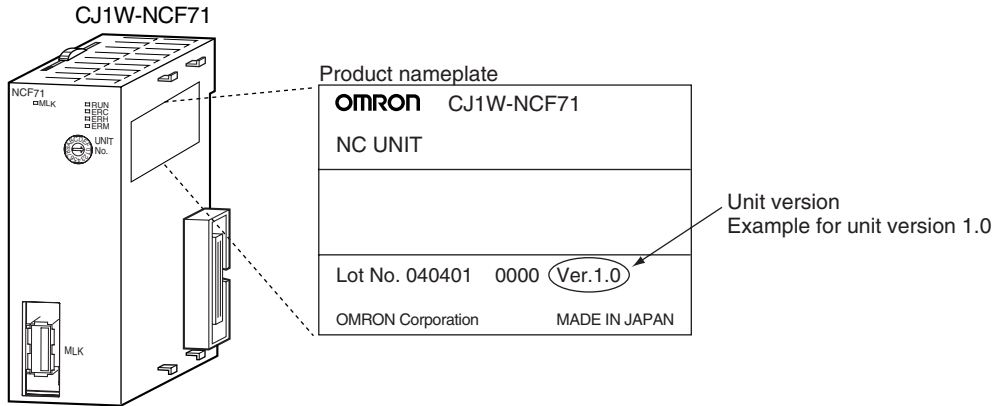 CJ1W-NCF71
NCF71
MLK
RUN
ERC
ERH
ERM
UNIT
No.
MLK
Product nameplate
OMRON CJ1W-NCF71
NC UNIT
Lot No. 040401 0000 Ver.1.0
OMRON Corporation MADE IN JAPAN
Unit version
Example for unit version 1.0